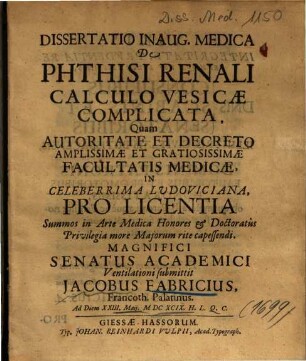 Diss. Med. 1150
DISSERTATIO INAUG. MEDICA
De
PHTHISI RENALI
CALCULO VESICÆ
COMPLICATA,
Quam
AUTORITATE ET DECRETO
AMPLISSIMÆ ET GRATIOSISSIMÆ
FACULTATIS MEDICÆ,
IN
CELEBERRIMA LVDOVICIANA,
PRO LICENTIA
Summos in Arte Medica Honores & Doctoratûs
Privilegia more Majorum rite capessendi.
MAGNIFICI
SENATUS ACADEMICI
Ventilationi submittit
JACOBUS FABRICIUS,
Francoth. Palatinus.
Ad Diem XXIII. Maij. M DC XCIX. H. L. Q. C.
(1699)
GIESSÆ-HASSORUM,
Typ. JOHAN. REINHARDI VULPII, Acad. Typograph.